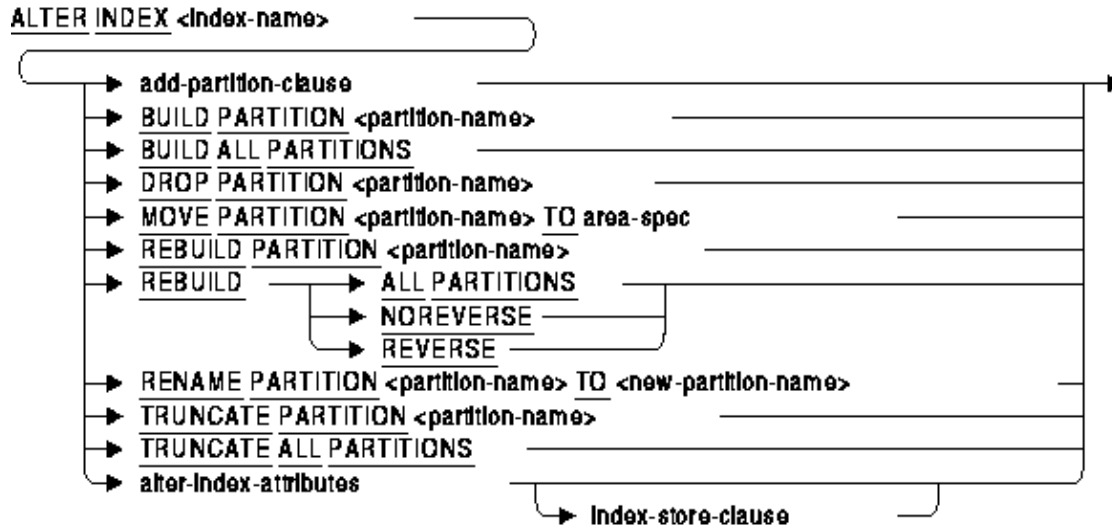 ALTER INDEX <index-name>
add-partition-clause
BUILD PARTITION <partition-name>
BUILD ALL PARTITIONS
DROP PARTITION <partition-name>
MOVE PARTITION <partition-name> TO area-spec
REBUILD PARTITION <partition-name>
REBUILD ALL PARTITIONS
NOREVERSE
REVERSE
RENAME PARTITION <partition-name> TO <new-partition-name>
TRUNCATE PARTITION <partition-name>
TRUNCATE ALL PARTITIONS
alter-index-attributes
index-store-clause